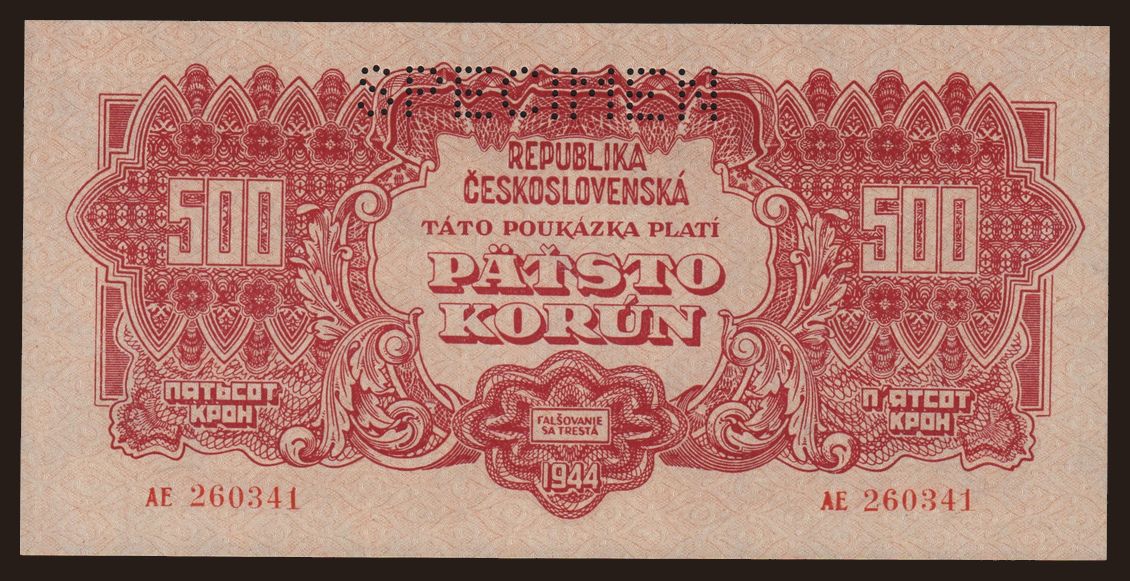 SPECIMEN
REPUBLIKA
ČESKOSLOVENSKÁ
TÁTO POUKÁZKA PLATÍ
PÄŤSTO
KORÚN
500
500
ПЯТЬСОТ
КРОН
П'ЯТСОТ
КРОН
FALŠOVANIE
SA TRESTÁ
1944
AE 260341
AE 260341